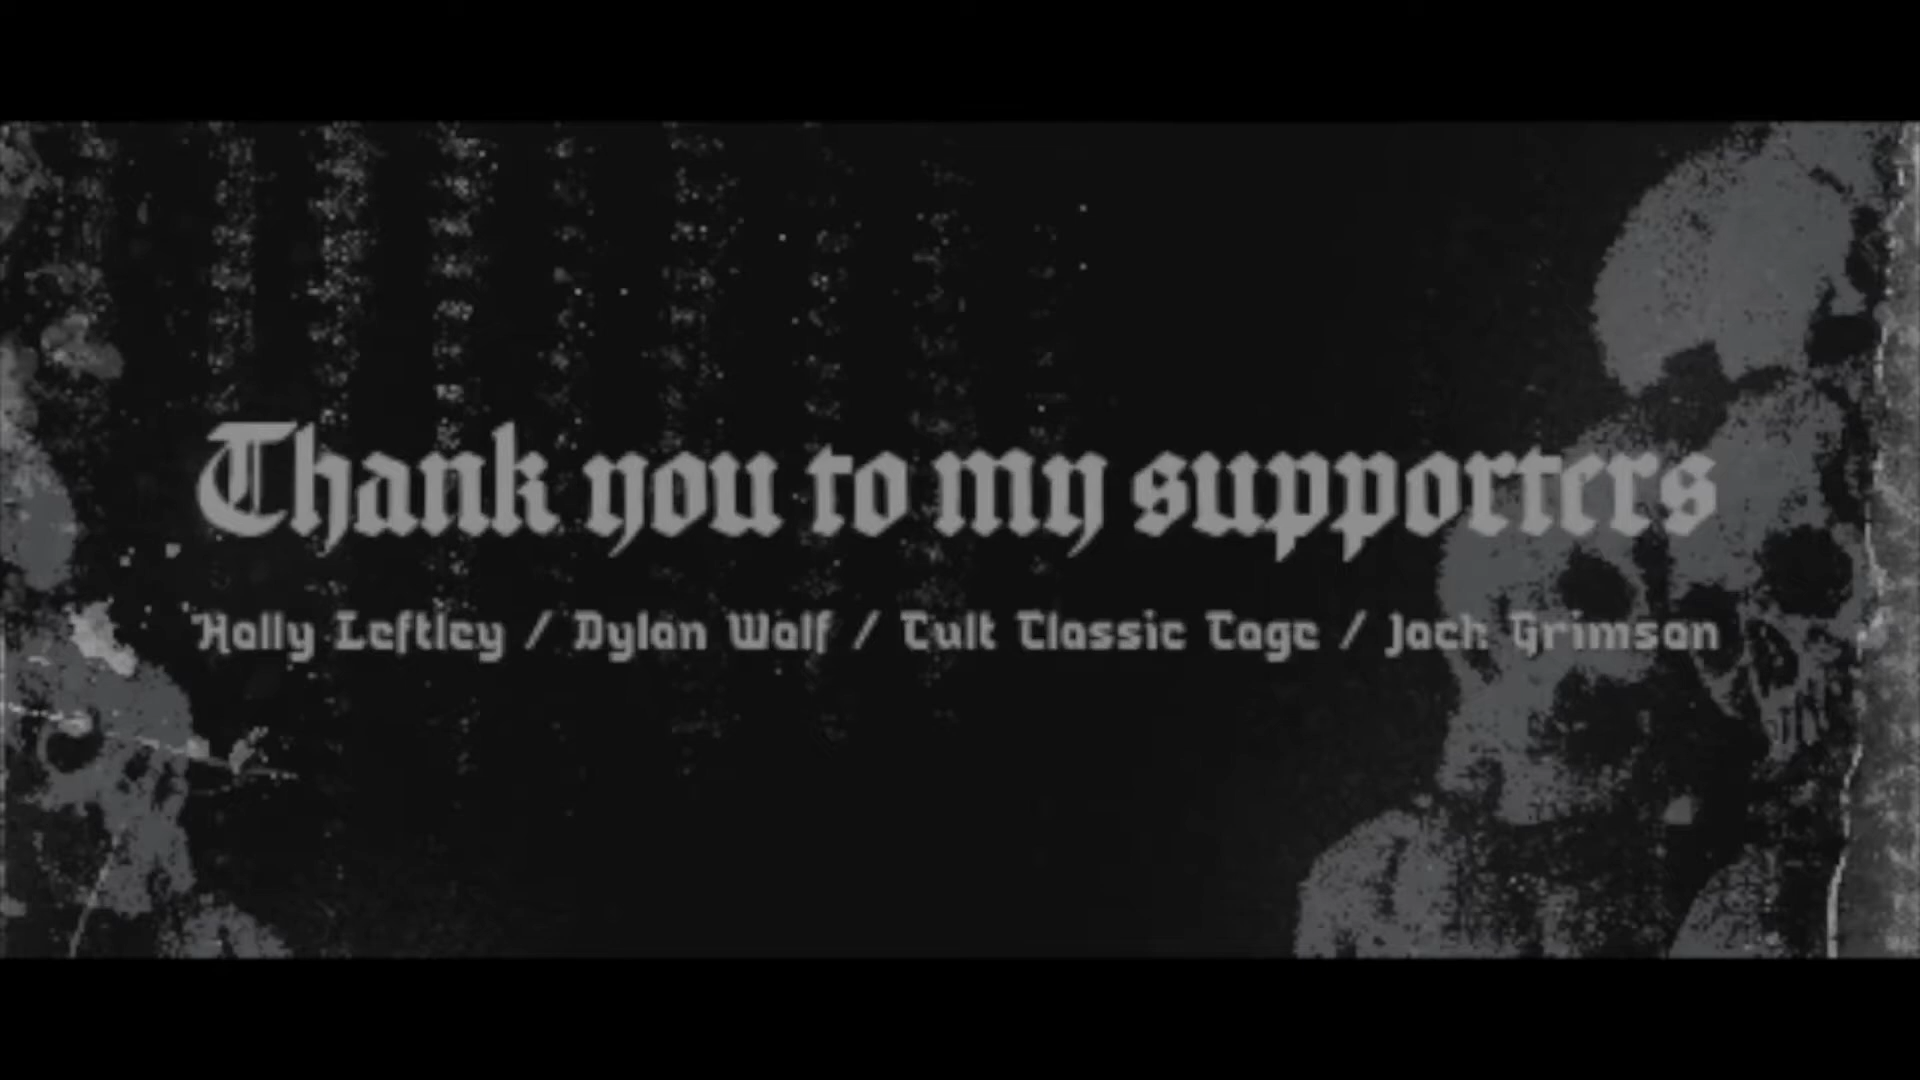 Thank you to my supporters
Holly Leftley / Dylan Wolf / Cult Classic Cage / Jack Grimson